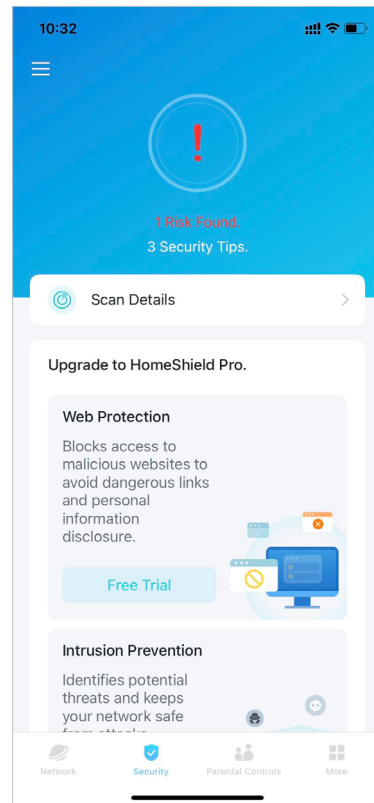 10:32
1 Risk Found.
3 Security Tips.
Scan Details
Upgrade to HomeShield Pro.
Web Protection
Blocks access to
malicious websites to
avoid dangerous links
and personal
information
disclosure.
Free Trial
Intrusion Prevention
Identifies potential
threats and keeps
your network safe
from attacks
Network
Security
Parental Controls
More